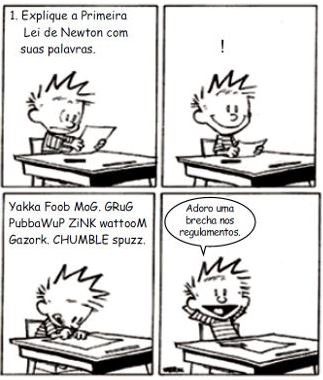 1. Explique a Primeira
Lei de Newton com
suas palavras.
!
Yakka Foob MoG. GRuG
PubbaWuP ZiNK wattooM
Gazork. CHUMBLE spuzz.
Adoro uma
brecha nos
regulamentos.